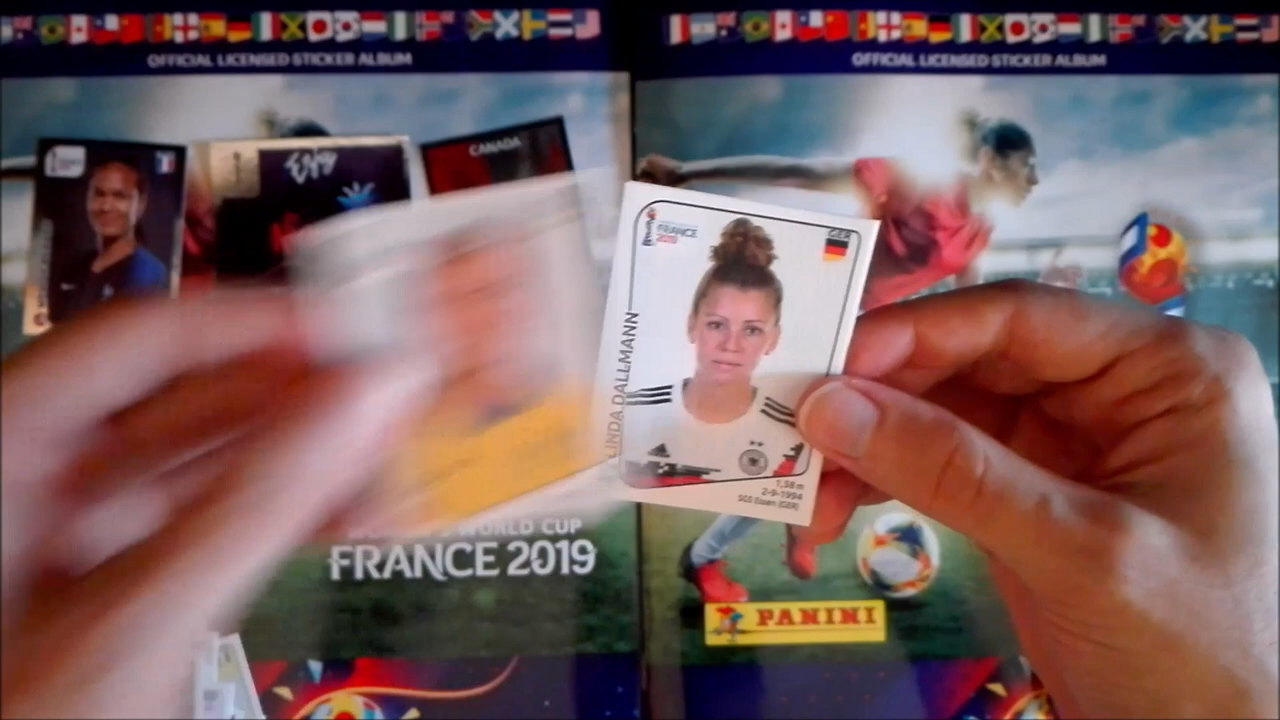 OFFICIAL LICENSED STICKER ALBUM
OFFICIAL LICENSED STICKER ALBUM
Enjoy
CANADA
FRANCE
2019
GER
LINDA DALLMANN
1,58 m
2-9-1994
SGS Essen (GER)
WORLD CUP
FRANCE 2019
PANINI